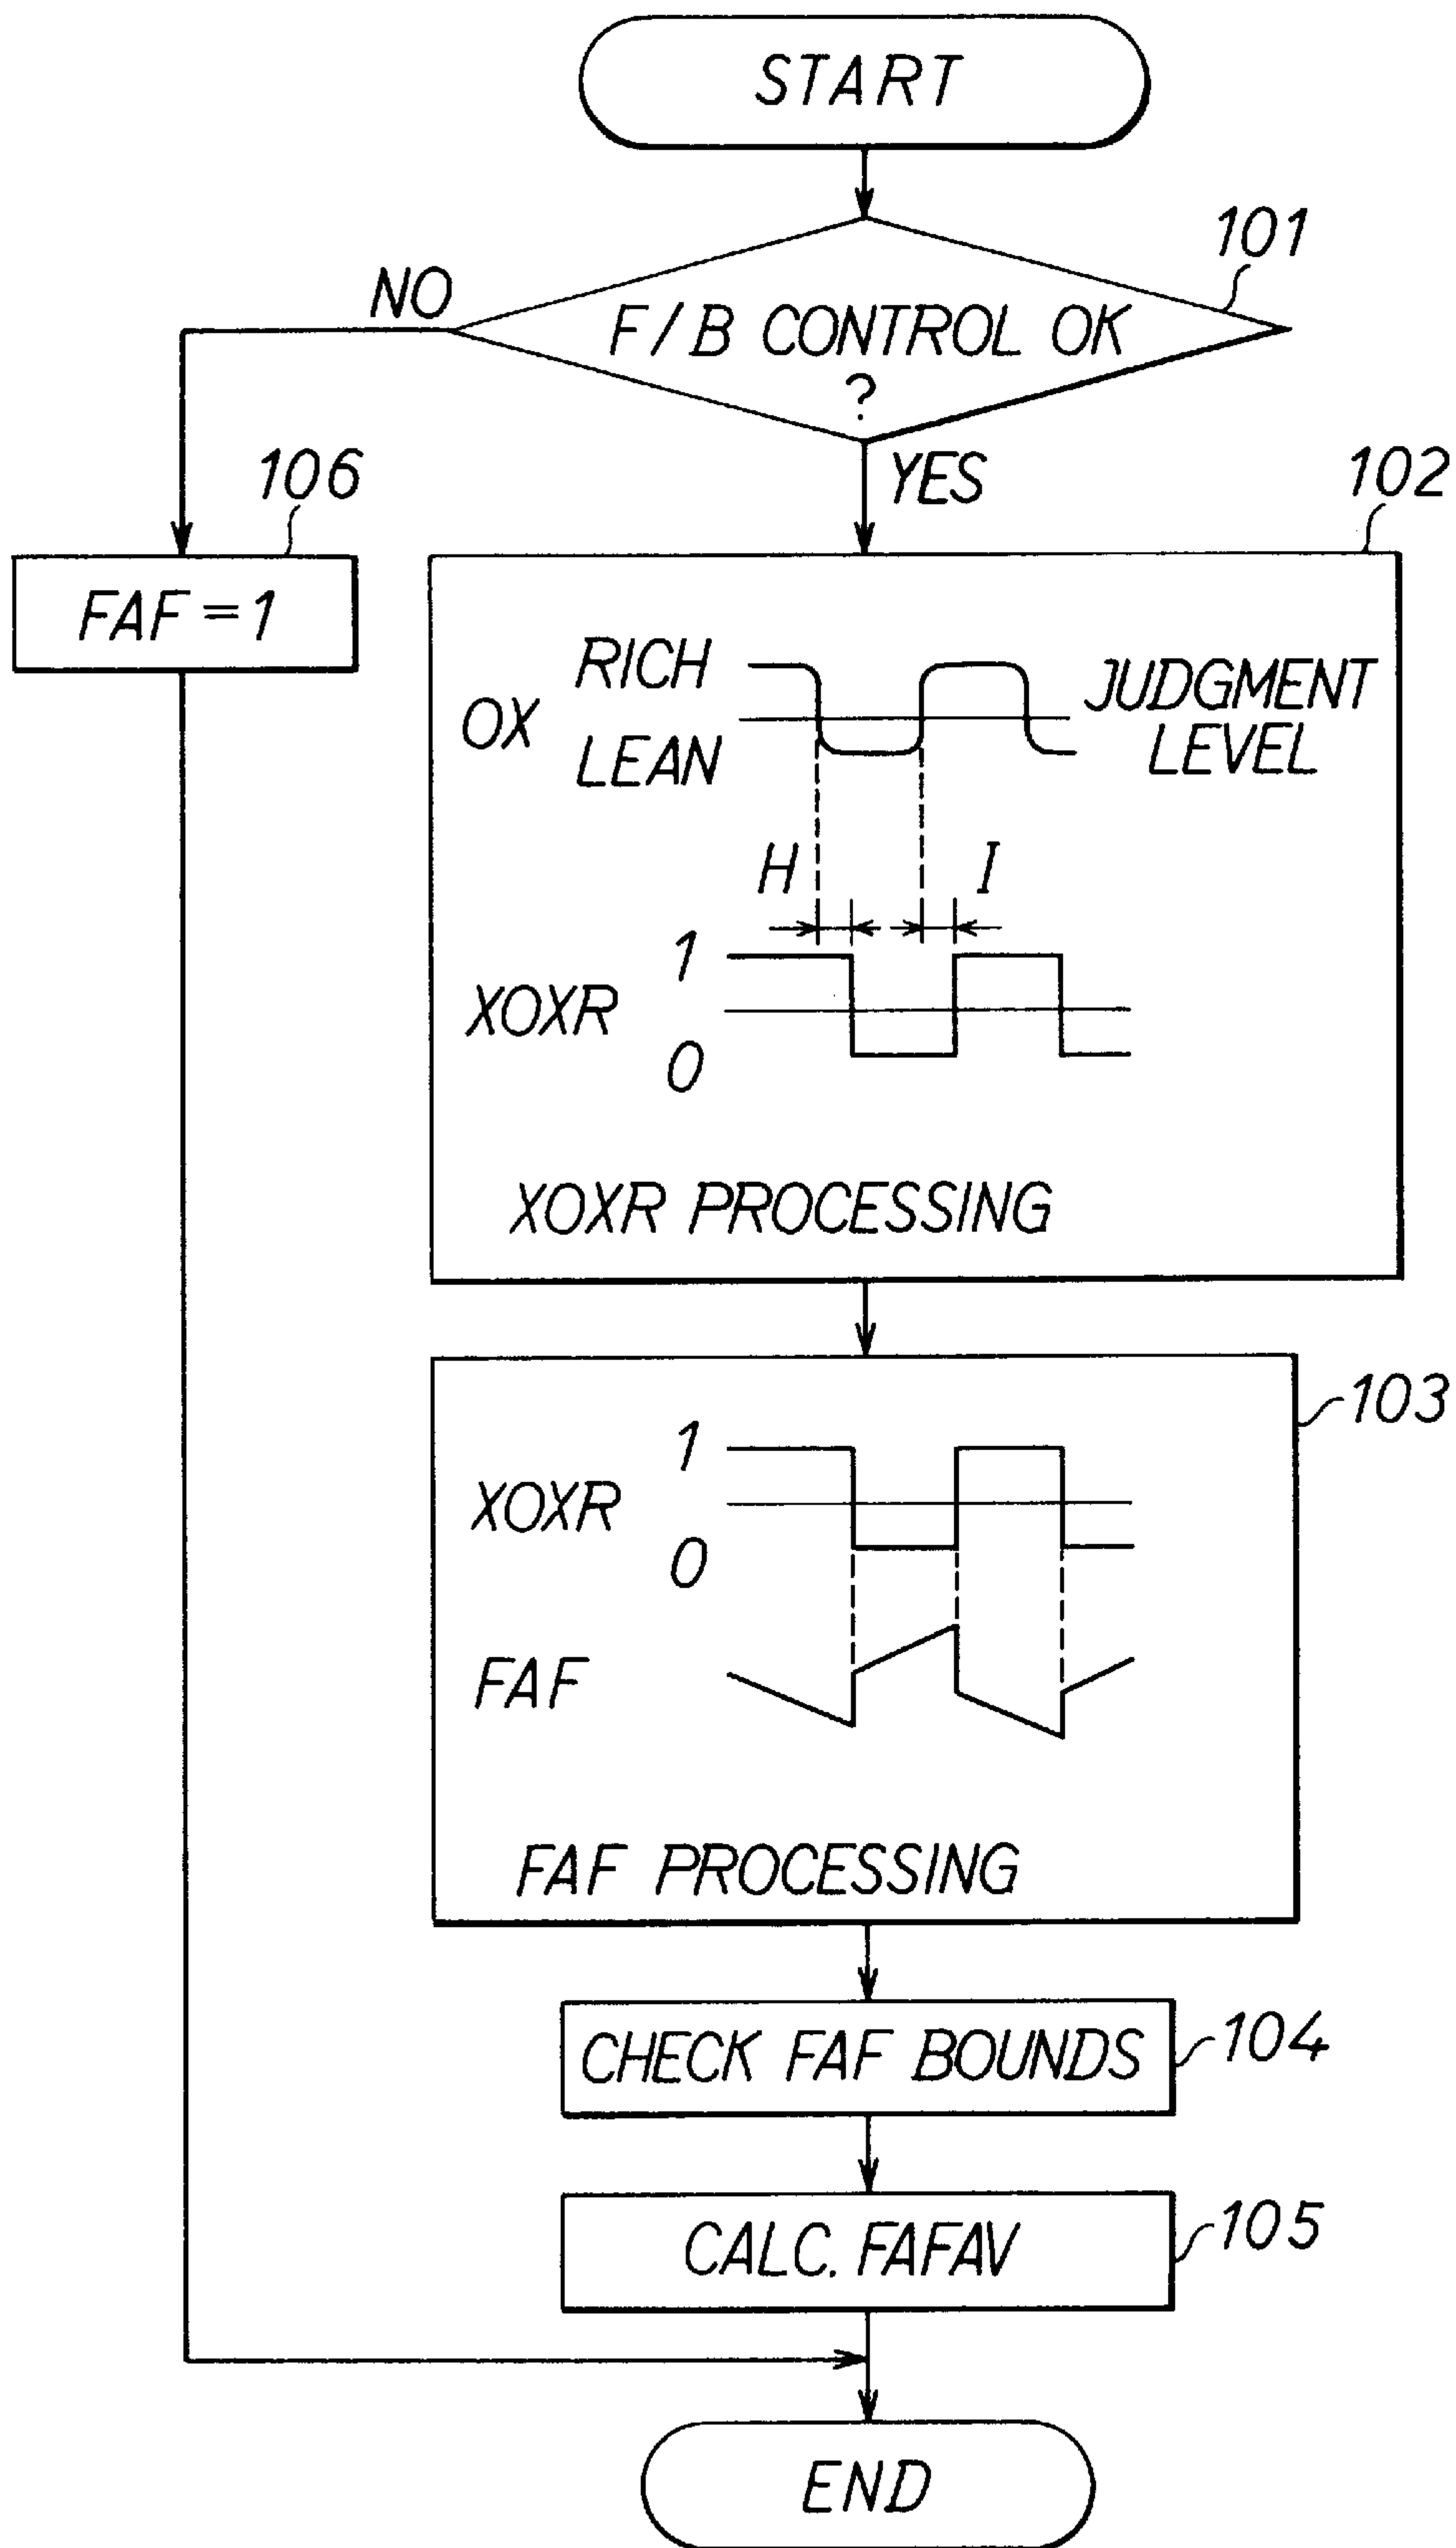 START
101
NO
F/B CONTROL OK
?
YES
106
102
FAF=1
RICH
OX
LEAN
JUDGMENT
LEVEL
H
I
1
XOXR
0
XOXR PROCESSING
103
1
XOXR
0
FAF
FAF PROCESSING
CHECK FAF BOUNDS
104
CALC. FAFAV
105
END